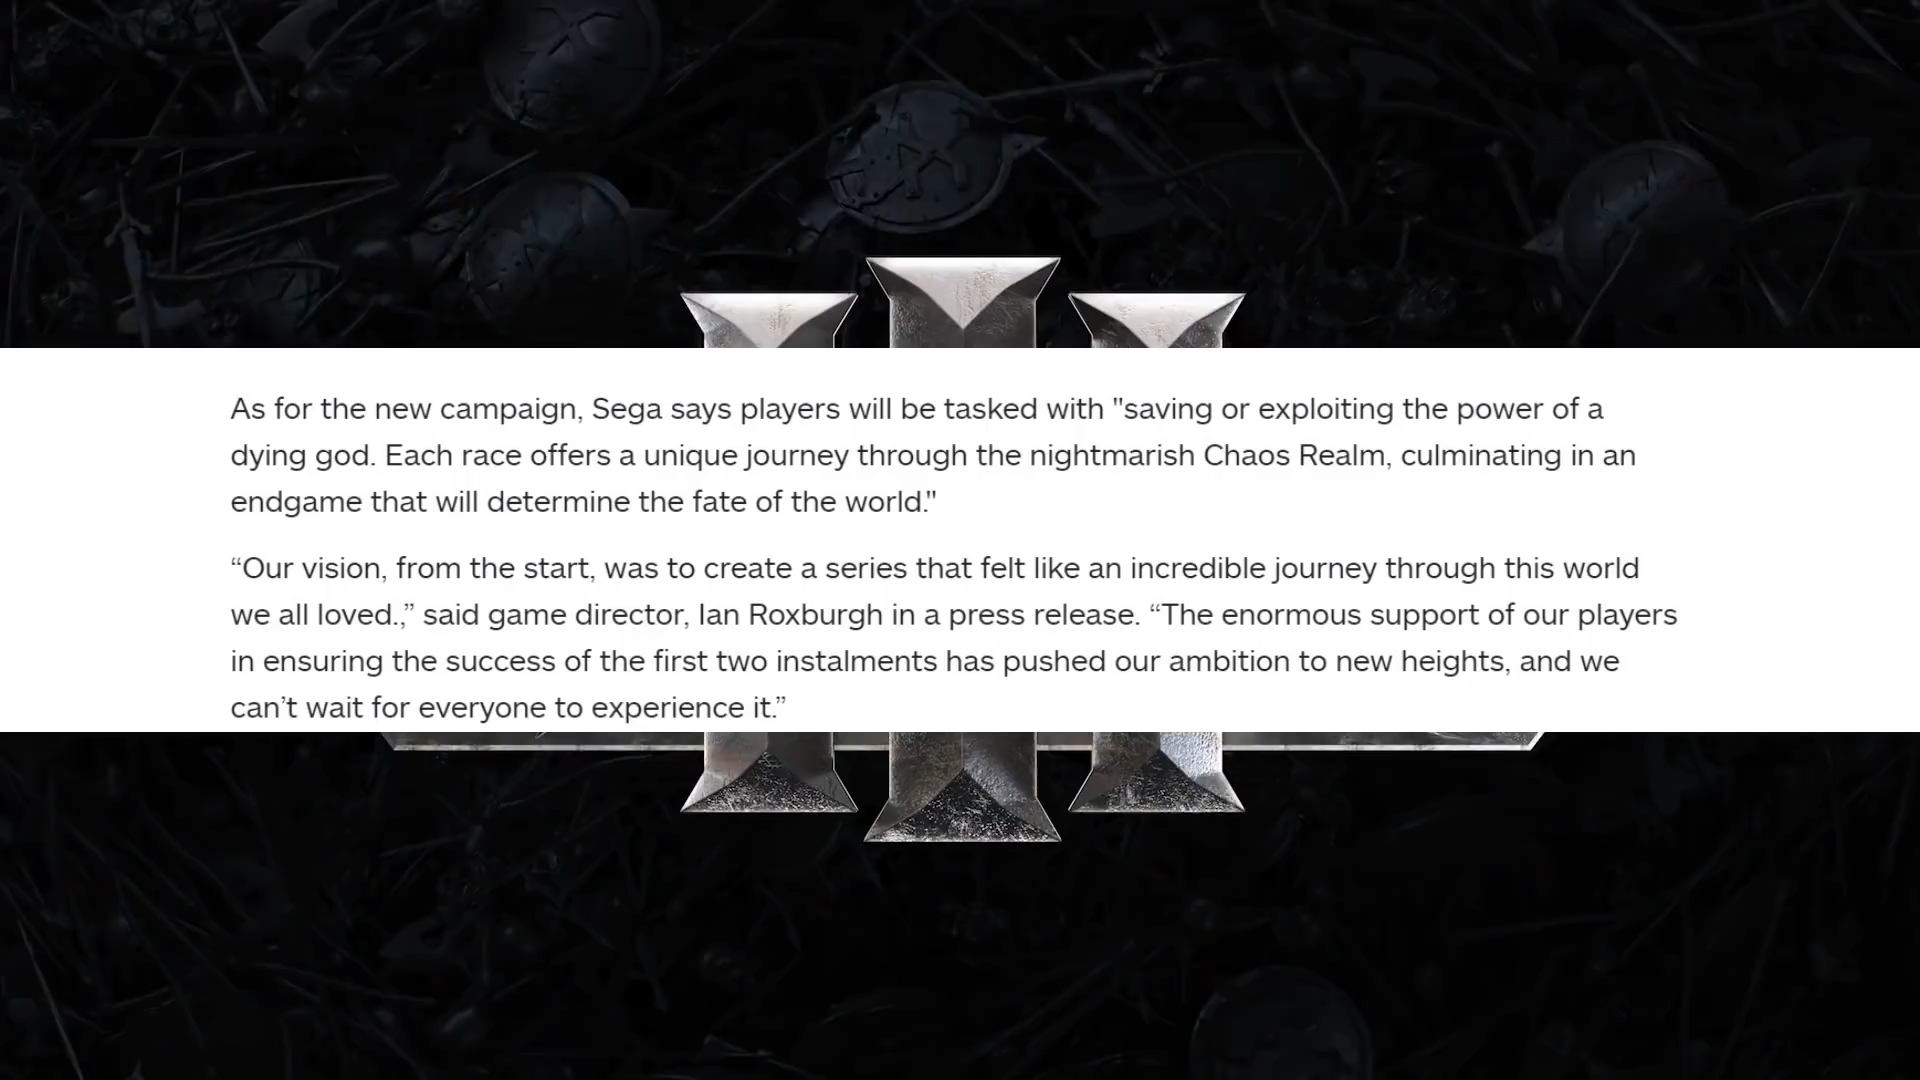 As for the new campaign, Sega says players will be tasked with "saving or exploiting the power of a
dying god. Each race offers a unique journey through the nightmarish Chaos Realm, culminating in an
endgame that will determine the fate of the world."
“Our vision, from the start, was to create a series that felt like an incredible journey through this world
we all loved.,” said game director, Ian Roxburgh in a press release. “The enormous support of our players
in ensuring the success of the first two instalments has pushed our ambition to new heights, and we
can’t wait for everyone to experience it.”